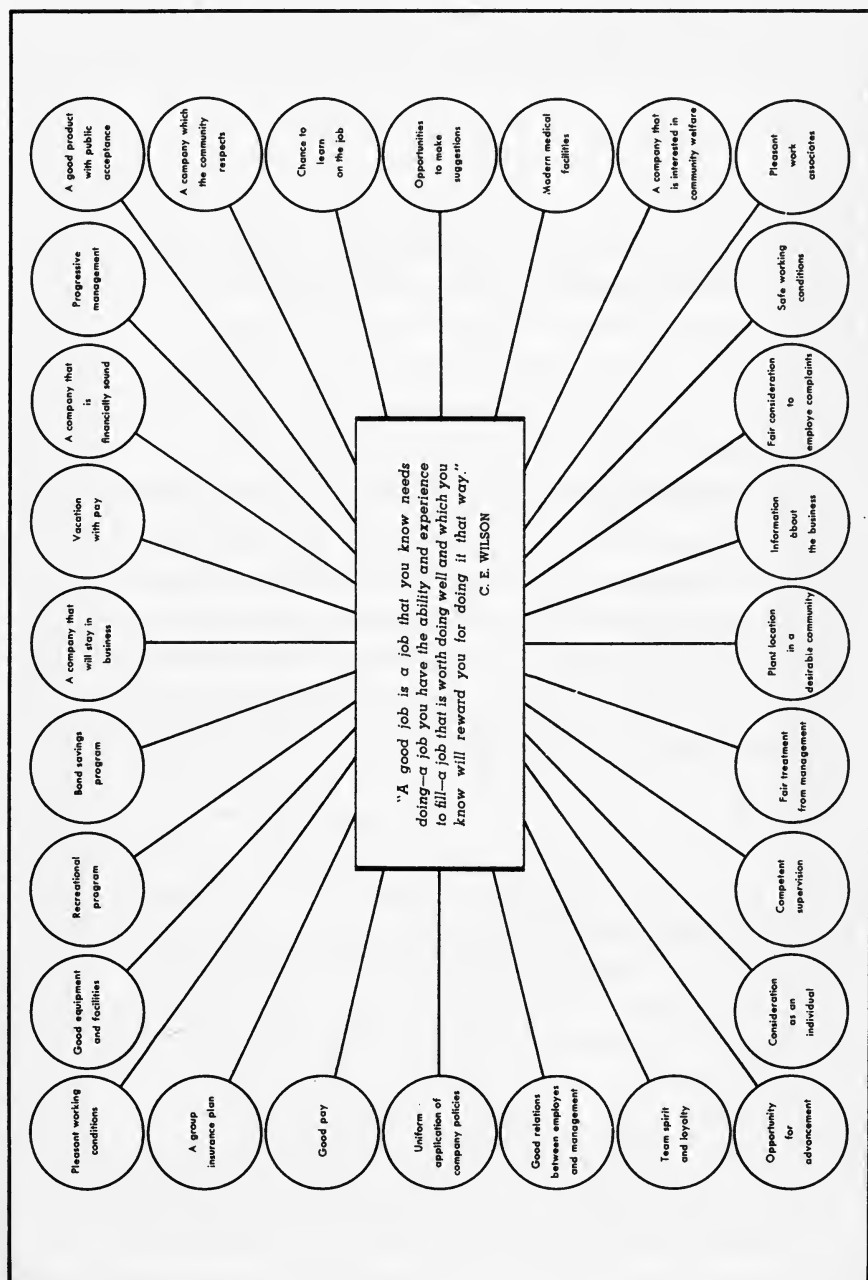 Pleasant working
conditions
Good equipment
and facilities
Recreational
program
Bond savings
program
A company that
will stay in
business
Vacation
with pay
A company that
is
financially sound
Progressive
management
A good product
with public
acceptance
A group
insurance plan
A company which
the community
respects
Good pay
Chance to
learn
on the job
"A good job is a job that you know needs
doing—a job you have the ability and experience
to fill—a job that is worth doing well and which you
know will reward you for doing it that way."
C. E. WILSON
Uniform
application of
company policies
Opportunities
to make
suggestions
Good relations
between employes
and management
Modern medical
facilities
Team spirit
and loyalty
A company that
is interested in
community welfare
Opportunity
for
advancement
Consideration
as an
individual
Competent
supervision
Fair treatment
from management
Plant location
in a
desirable community
Information
about
the business
Fair consideration
to
employe complaints
Safe working
conditions
Pleasant
work
associates